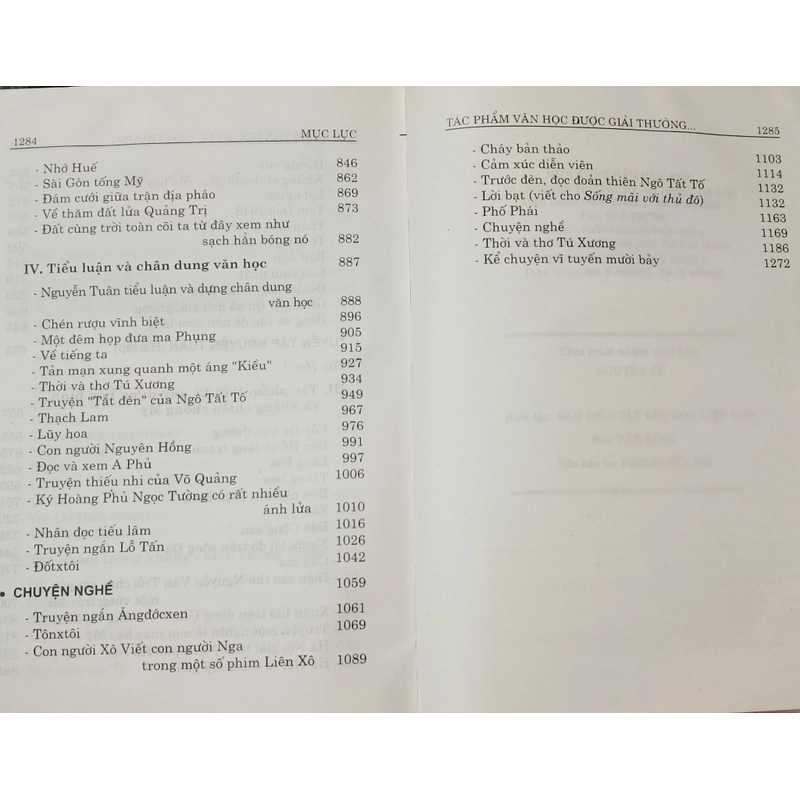 1284 MỤC LỤC
- Nhớ Huế 846
- Sài Gòn tống Mỹ 862
- Đám cưới giữa trận địa pháo 869
- Về thăm đất lửa Quảng Trị 873
- Đất cùng trời toàn cõi ta từ đây xem như
sạch hẳn bóng nó 882
IV. Tiểu luận và chân dung văn học 887
- Nguyễn Tuân tiểu luận và dựng chân dung
văn học 888
- Chén rượu vĩnh biệt 896
- Một đêm họp đưa ma Phụng 905
- Về tiếng ta 915
- Tản mạn xung quanh một áng "Kiều" 927
- Thời và thơ Tú Xương 934
- Truyện "Tắt đèn" của Ngô Tất Tố 949
- Thạch Lam 967
- Lũy hoa 976
- Con người Nguyên Hồng 991
- Đọc và xem A Phủ 997
- Truyện thiếu nhi của Võ Quảng 1006
- Ký Hoàng Phủ Ngọc Tường có rất nhiều
ánh lửa 1010
- Nhân đọc tiếu lâm 1016
- Truyện ngắn Lỗ Tấn 1026
- Đốtxtôi 1042
• CHUYỆN NGHỀ 1059
- Truyện ngắn Ăngđớcxen 1061
- Tônxtôi 1069
- Con người Xô Viết con người Nga
trong một số phim Liên Xô 1089
TÁC PHẨM VĂN HỌC ĐƯỢC GIẢI THƯỞNG... 1285
- Cháy bản thảo 1103
- Cảm xúc diễn viên 1114
- Trước đèn, đọc đoản thiên Ngô Tất Tố 1132
- Lời bạt (viết cho Sống mãi với thủ đô) 1132
- Phố Phái 1163
- Chuyện nghề 1169
- Thời và thơ Tú Xương 1186
- Kể chuyện vĩ tuyến mười bảy 1272